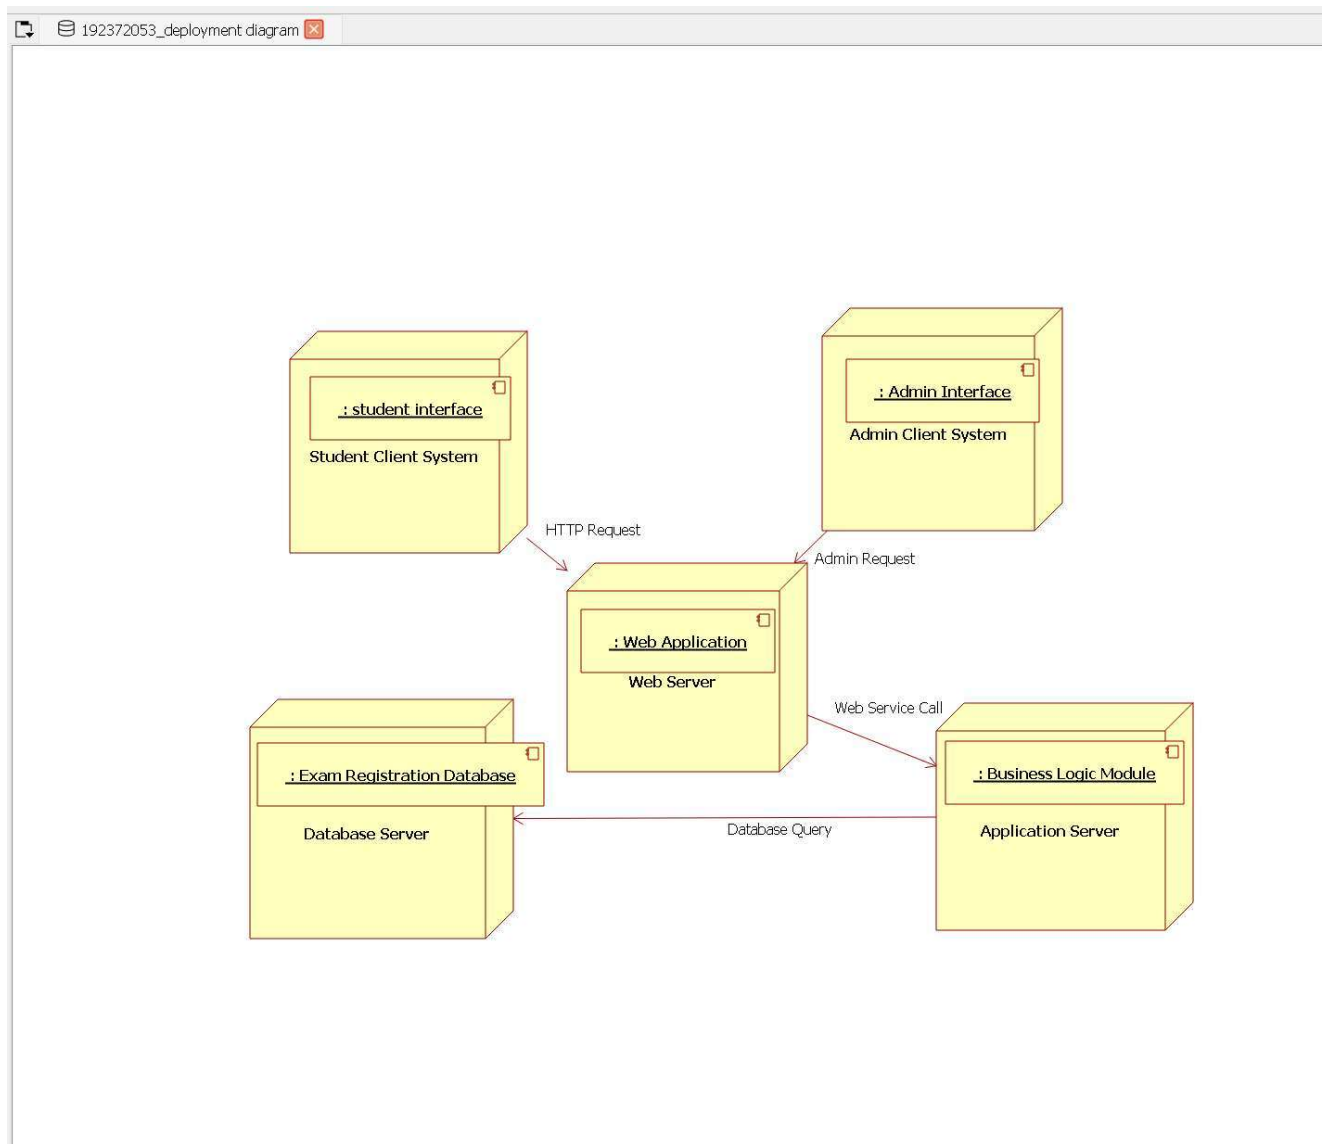 192372053_deployment diagram
: student interface
Student Client System
: Admin Interface
Admin Client System
HTTP Request
Admin Request
: Web Application
Web Server
Web Service Call
: Exam Registration Database
Database Server
: Business Logic Module
Application Server
Database Query